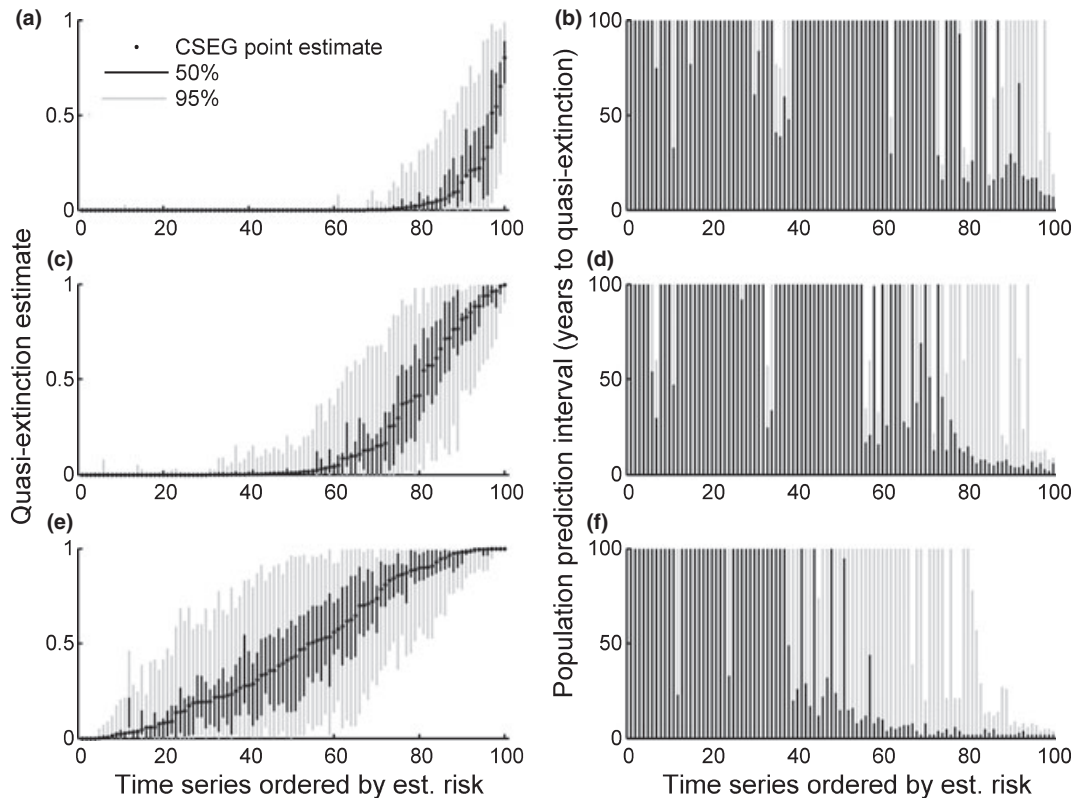 (a)
1
0.5
0
CSEG point estimate
50%
95%
0 20 40 60 80 100
(b)
100
50
0
0 20 40 60 80 100
(c)
1
0.5
0
0 20 40 60 80 100
(d)
100
50
0
0 20 40 60 80 100
(e)
1
0.5
0
0 20 40 60 80 100
(f)
100
50
0
0 20 40 60 80 100
Quasi-extinction estimate
Population prediction interval (years to quasi-extinction)
Time series ordered by est. risk
Time series ordered by est. risk